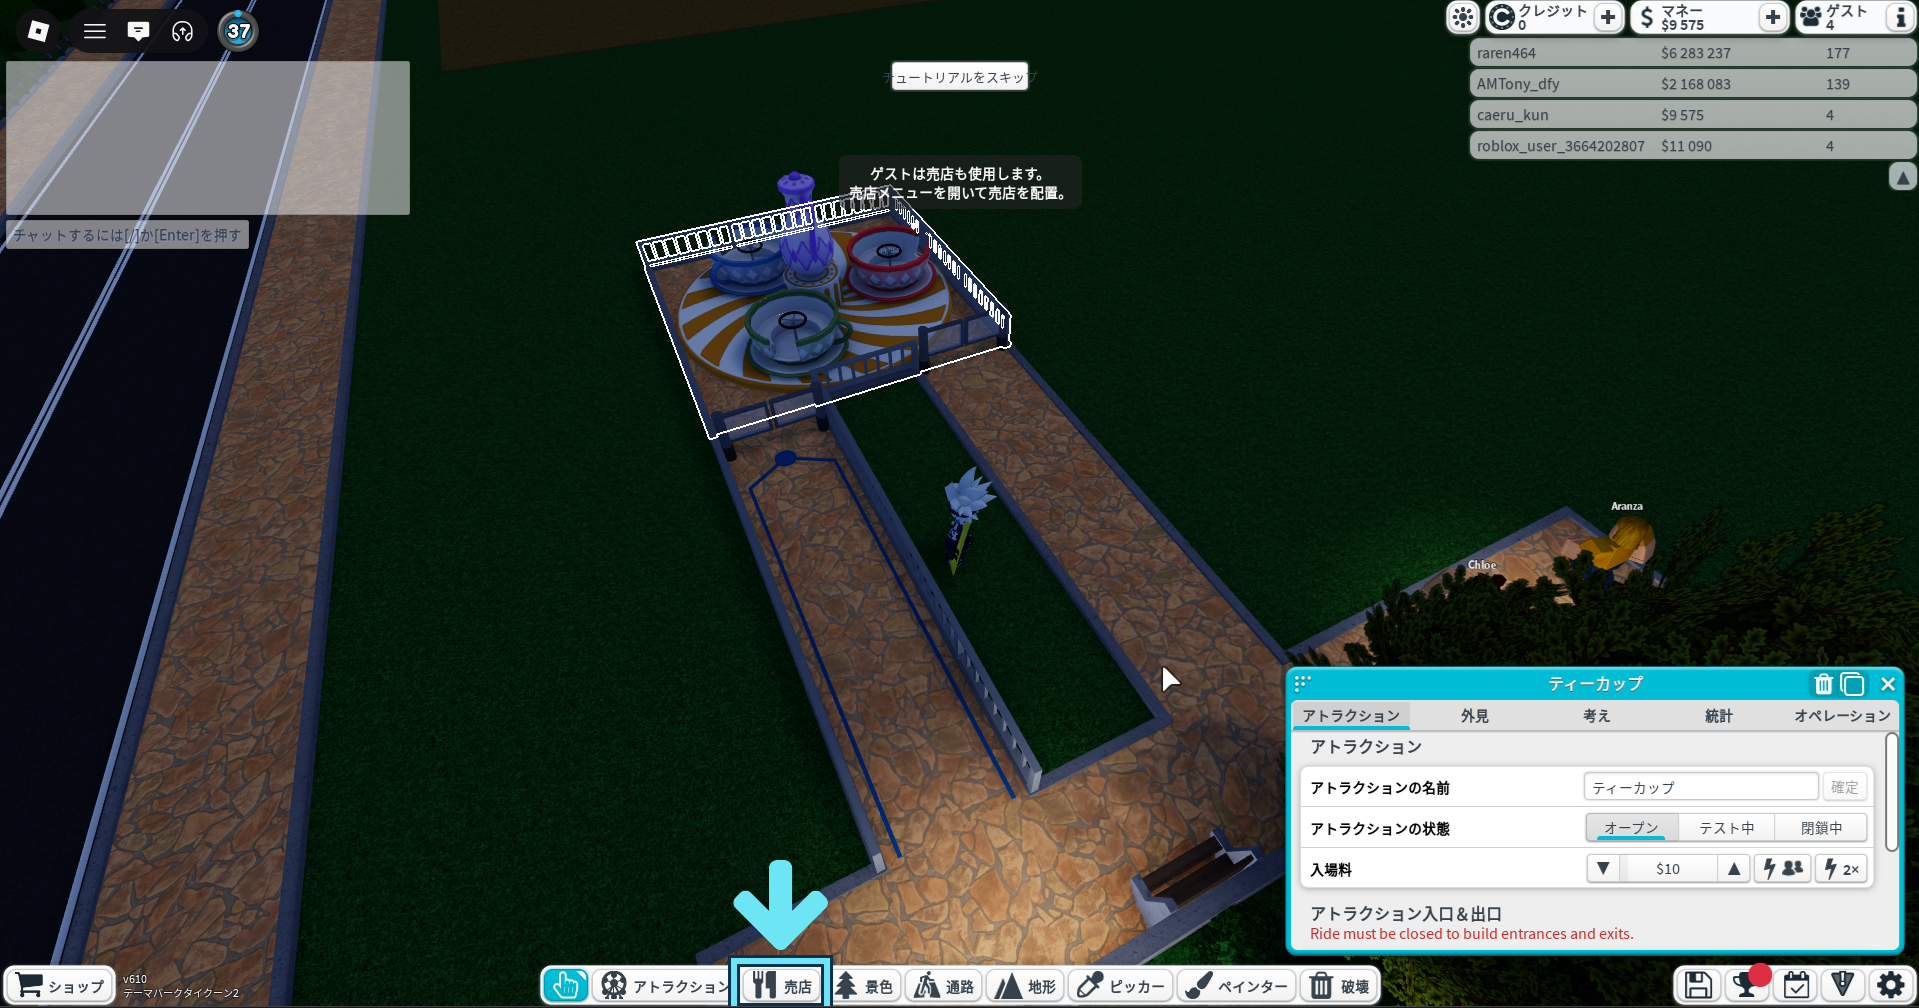 37
クレジット
0
マネー
$9 575
ゲスト
4
raren464 $6 283 237 177
AMTony_dfy $2 168 083 139
caeru_kun $9 575 4
roblox_user_3664202807 $11 090 4
チュートリアルをスキップ
チャットするには[/]か[Enter]を押す
ゲストは売店も使用します。
売店メニューを開いて売店を配置。
Aranza
Chloe
ティーカップ
アトラクション 外見 考え 統計 オペレーション
アトラクション
アトラクションの名前 ティーカップ 確定
アトラクションの状態 オープン テスト中 閉鎖中
入場料 $10 2×
アトラクション入口＆出口
Ride must be closed to build entrances and exits.
ショップ
v610
テーマパークタイクーン2
アトラクション 売店 景色 通路 地形 ピッカー ペインター 破壊